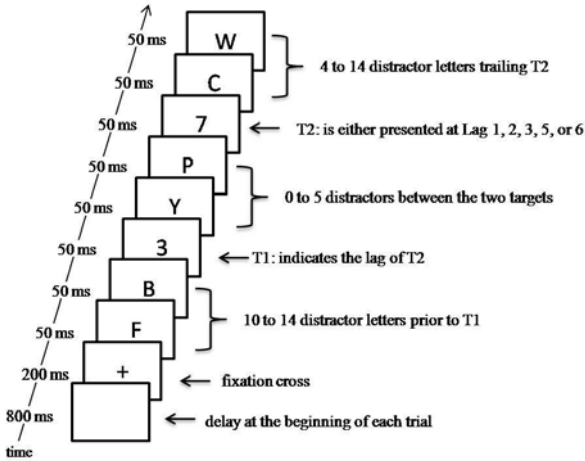 50 ms
W
4 to 14 distractor letters trailing T2
50 ms
C
50 ms
7
T2: is either presented at Lag 1, 2, 3, 5, or 6
50 ms
P
0 to 5 distractors between the two targets
50 ms
Y
50 ms
3
T1: indicates the lag of T2
50 ms
B
10 to 14 distractor letters prior to T1
50 ms
F
200 ms
+
fixation cross
800 ms
delay at the beginning of each trial
time